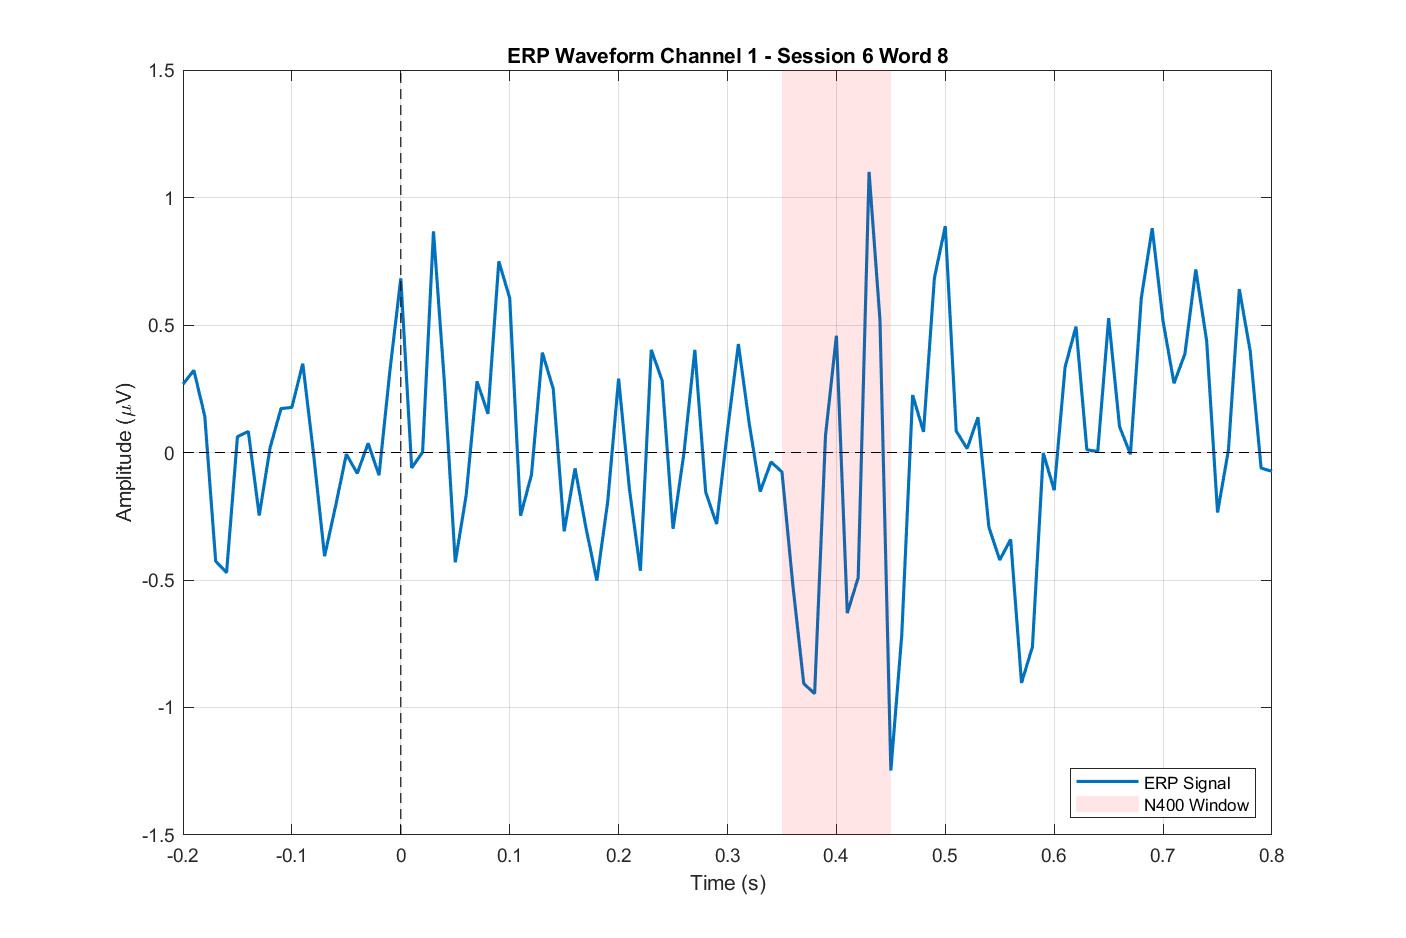 ERP Waveform Channel 1 - Session 6 Word 8
1.5
1
0.5
0
-0.5
-1
-1.5
Amplitude (μV)
-0.2 -0.1 0 0.1 0.2 0.3 0.4 0.5 0.6 0.7 0.8
Time (s)
ERP Signal
N400 Window